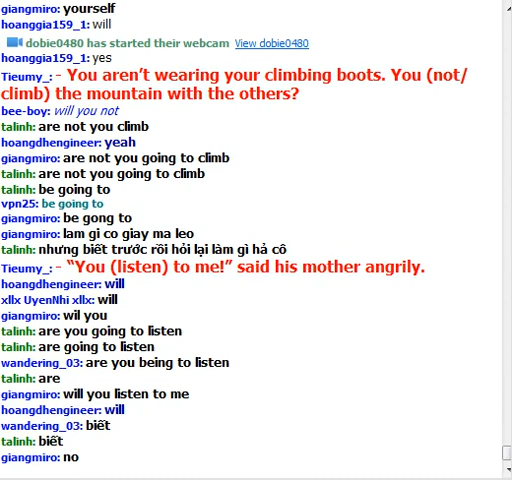 giangmiro: yourself
hoanggia159_1: will
dobie0480 has started their webcam View dobie0480
hoanggia159_1: yes
Tieumy_: - You aren't wearing your climbing boots. You (not/
climb) the mountain with the others?
bee-boy: will you not
talinh: are not you climb
hoangdhengineer: yeah
giangmiro: are not you going to climb
talinh: are not you going to climb
talinh: be going to
vpn25: be going to
giangmiro: be gong to
giangmiro: lam gi co giay ma leo
talinh: nhưng biết trước rồi hỏi lại làm gì hả cô
Tieumy_: - “You (listen) to me!” said his mother angrily.
hoangdhengineer: will
xllx UyenNhi xllx: will
giangmiro: wil you
talinh: are you going to listen
talinh: are going to listen
wandering_03: are you being to listen
talinh: are
giangmiro: will you listen to me
hoangdhengineer: will
wandering_03: biết
talinh: biết
giangmiro: no